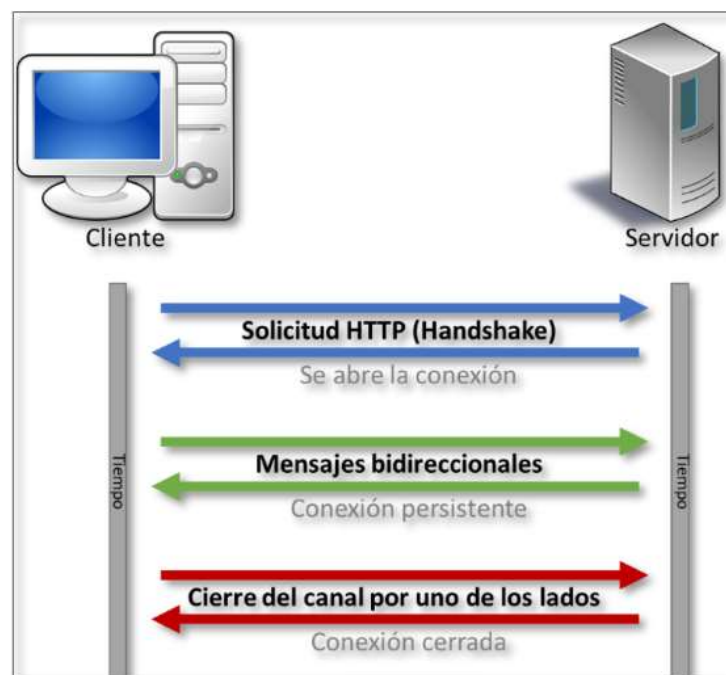 Cliente
Servidor
Solicitud HTTP (Handshake)
Se abre la conexión
Tiempo
Tiempo
Mensajes bidireccionales
Conexión persistente
Cierre del canal por uno de los lados
Conexión cerrada